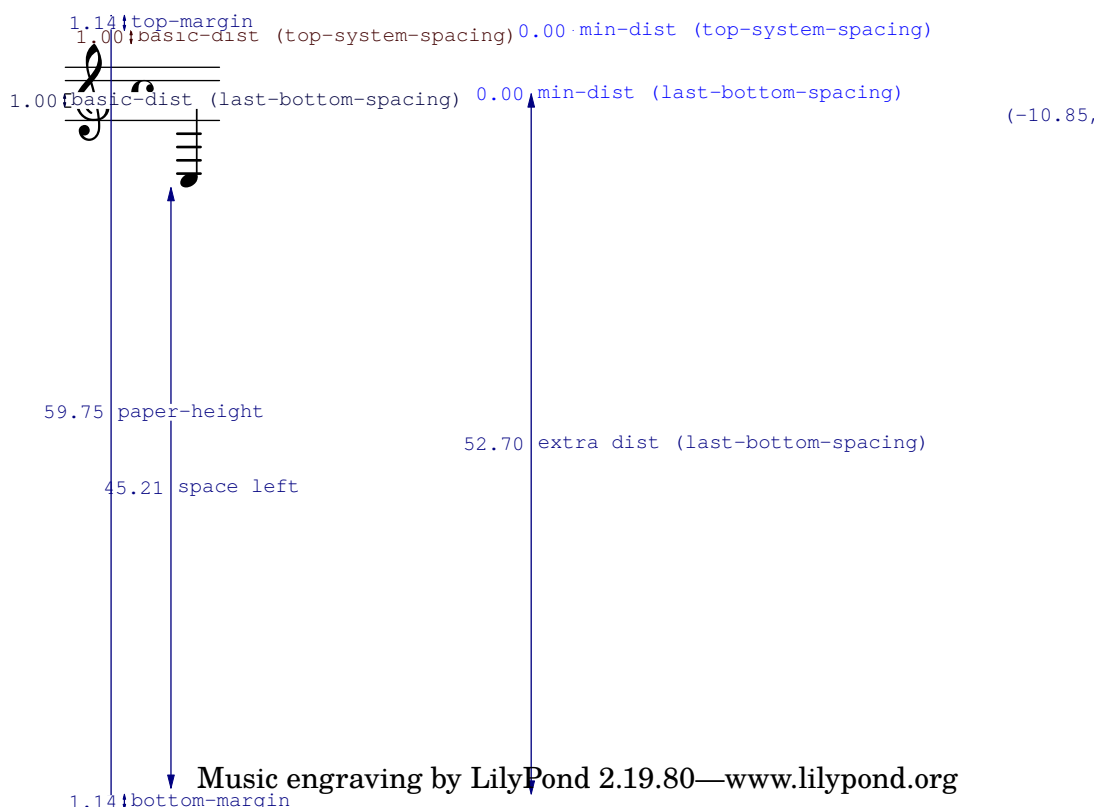 1.14 top-margin
1.00 basic-dist (top-system-spacing) 0.00 min-dist (top-system-spacing)
1.00 basic-dist (last-bottom-spacing) 0.00 min-dist (last-bottom-spacing)
(-10.85,
59.75 paper-height
52.70 extra dist (last-bottom-spacing)
45.21 space left
Music engraving by LilyPond 2.19.80—www.lilypond.org
1.14 bottom-margin